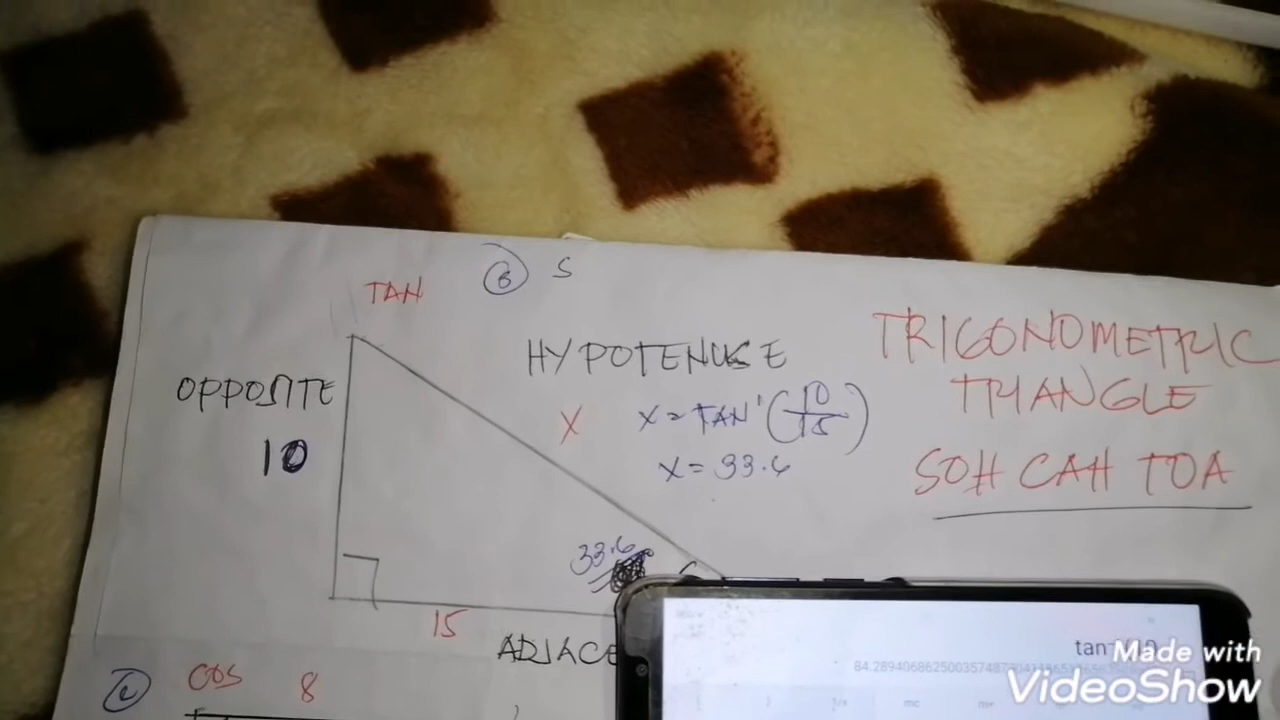 TAN
6 S
HYPOTENUSE
TRIGONOMETRIC
TRIANGLE
SOH CAH TOA
OPPOSITE
10
X
X = TAN' (10/15)
X = 33.6
33.6
15
ADJACE
COS
8
Made with
VideoShow